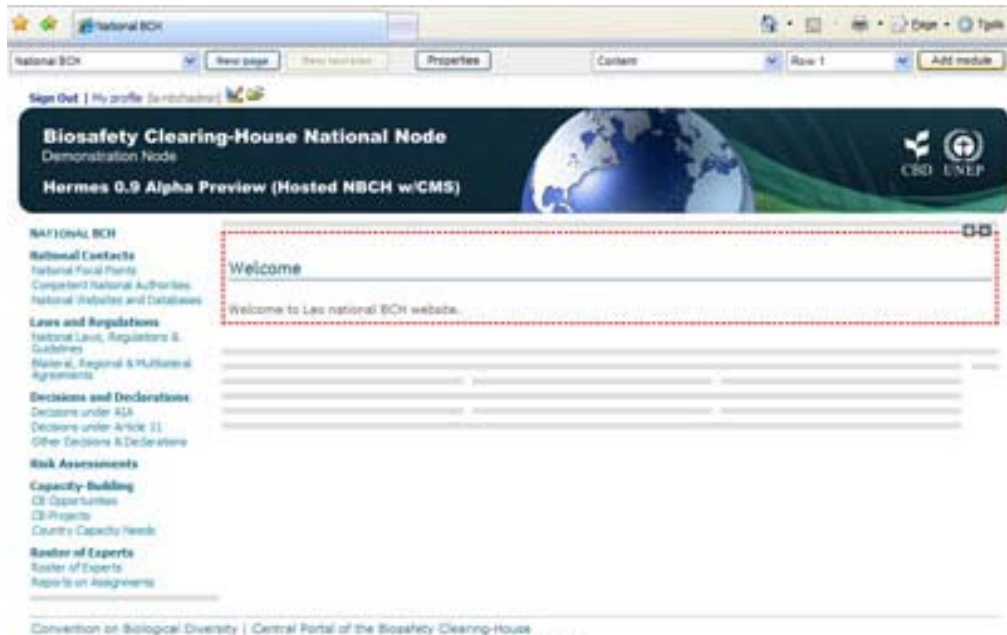 National BCH
Page
Tools
National BCH
New page
Properties
Content
Row 1
Add module
Sign Out | My profile
Biosafety Clearing-House National Node
Demonstration Node
Hermes 0.9 Alpha Preview (Hosted NBCH w/CMS)
CBD UNEP
NATIONAL BCH
National Contacts
National Focal Points
Competent National Authorities
National Websites and Databases
Laws and Regulations
National Laws, Regulations &
Guidelines
Bilateral, Regional & Multilateral
Agreements
Decisions and Declarations
Decisions under AIA
Decisions under Article 11
Other Decisions & Declarations
Risk Assessments
Capacity-Building
CB Opportunities
CB Projects
Country Capacity Needs
Roster of Experts
Roster of Experts
Reports on Assignments
Welcome
Welcome to Lao national BCH website.
Convention on Biological Diversity | Central Portal of the Biosafety Clearing-House